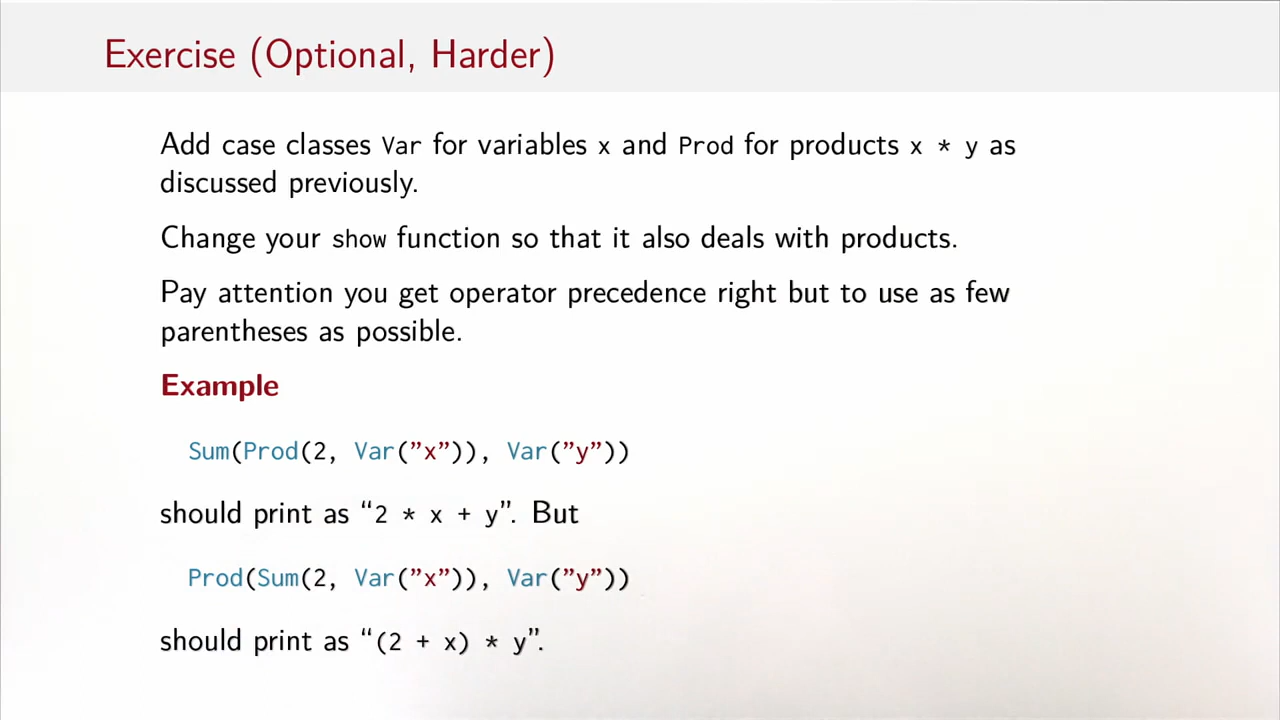 Exercise (Optional, Harder)
Add case classes Var for variables x and Prod for products x * y as
discussed previously.
Change your show function so that it also deals with products.
Pay attention you get operator precedence right but to use as few
parentheses as possible.
Example
Sum(Prod(2, Var(”x”)), Var(”y”))
should print as “2 * x + y”. But
Prod(Sum(2, Var(”x”)), Var(”y”))
should print as “(2 + x) * y”.